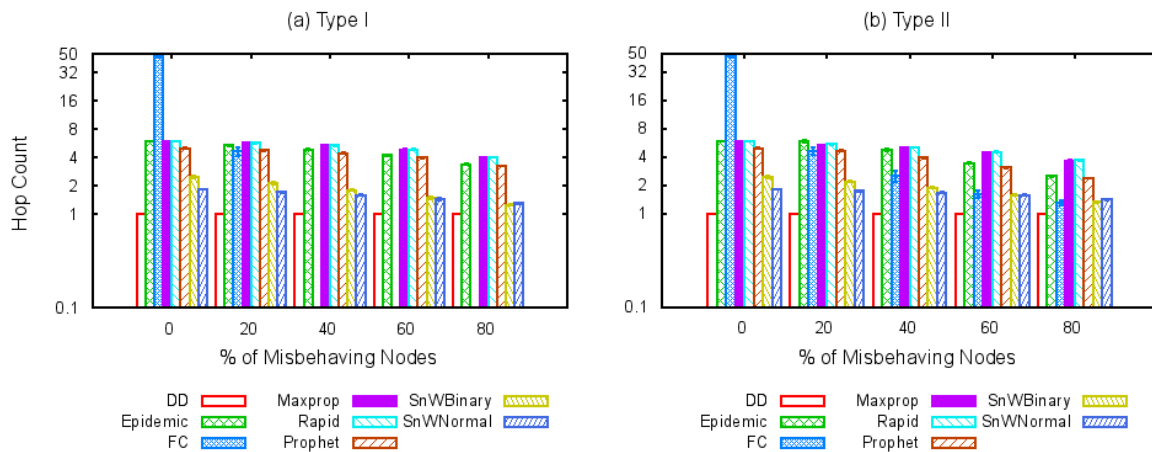 (a) Type I
50
32
16
8
4
2
1
0.1
Hop Count
0 20 40 60 80
% of Misbehaving Nodes
DD Maxprop SnWBinary
Epidemic Rapid SnWNormal
FC Prophet
(b) Type II
50
32
16
8
4
2
1
0.1
0 20 40 60 80
% of Misbehaving Nodes
DD Maxprop SnWBinary
Epidemic Rapid SnWNormal
FC Prophet